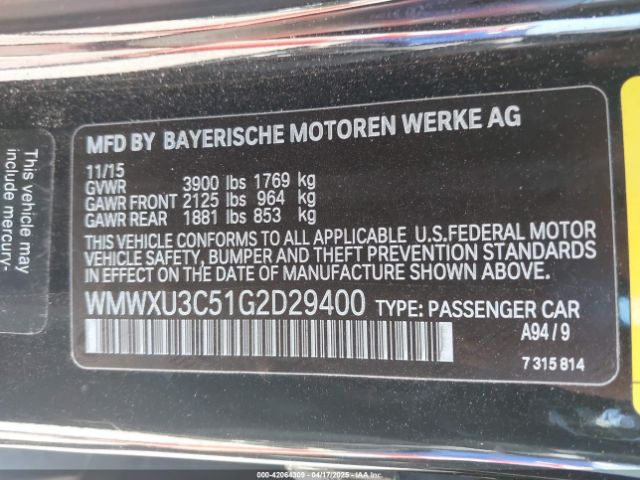 MFD BY BAYERISCHE MOTOREN WERKE AG
11/15
GVWR 3900 lbs 1769 kg
GAWR FRONT 2125 lbs 964 kg
GAWR REAR 1881 lbs 853 kg
THIS VEHICLE CONFORMS TO ALL APPLICABLE U.S.FEDERAL MOTOR
VEHICLE SAFETY, BUMPER AND THEFT PREVENTION STANDARDS
IN EFFECT ON THE DATE OF MANUFACTURE SHOWN ABOVE.
WMWXU3C51G2D29400 TYPE: PASSENGER CAR
A94/9
7 315 814
This vehicle may
include mercury-
000-42064309 - 04/17/2025 - IAA